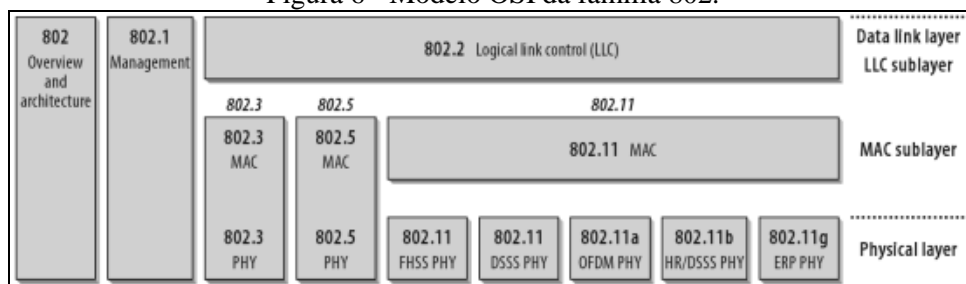 Figura 6 - Modelo OSI da família 802.
802
Overview
and
architecture
802.1
Management
802.2 Logical link control (LLC)
Data link layer
LLC sublayer
802.3
802.5
802.11
802.3
MAC
802.5
MAC
802.11 MAC
MAC sublayer
802.3
PHY
802.5
PHY
802.11
FHSS PHY
802.11
DSSS PHY
802.11a
OFDM PHY
802.11b
HR/DSSS PHY
802.11g
ERP PHY
Physical layer